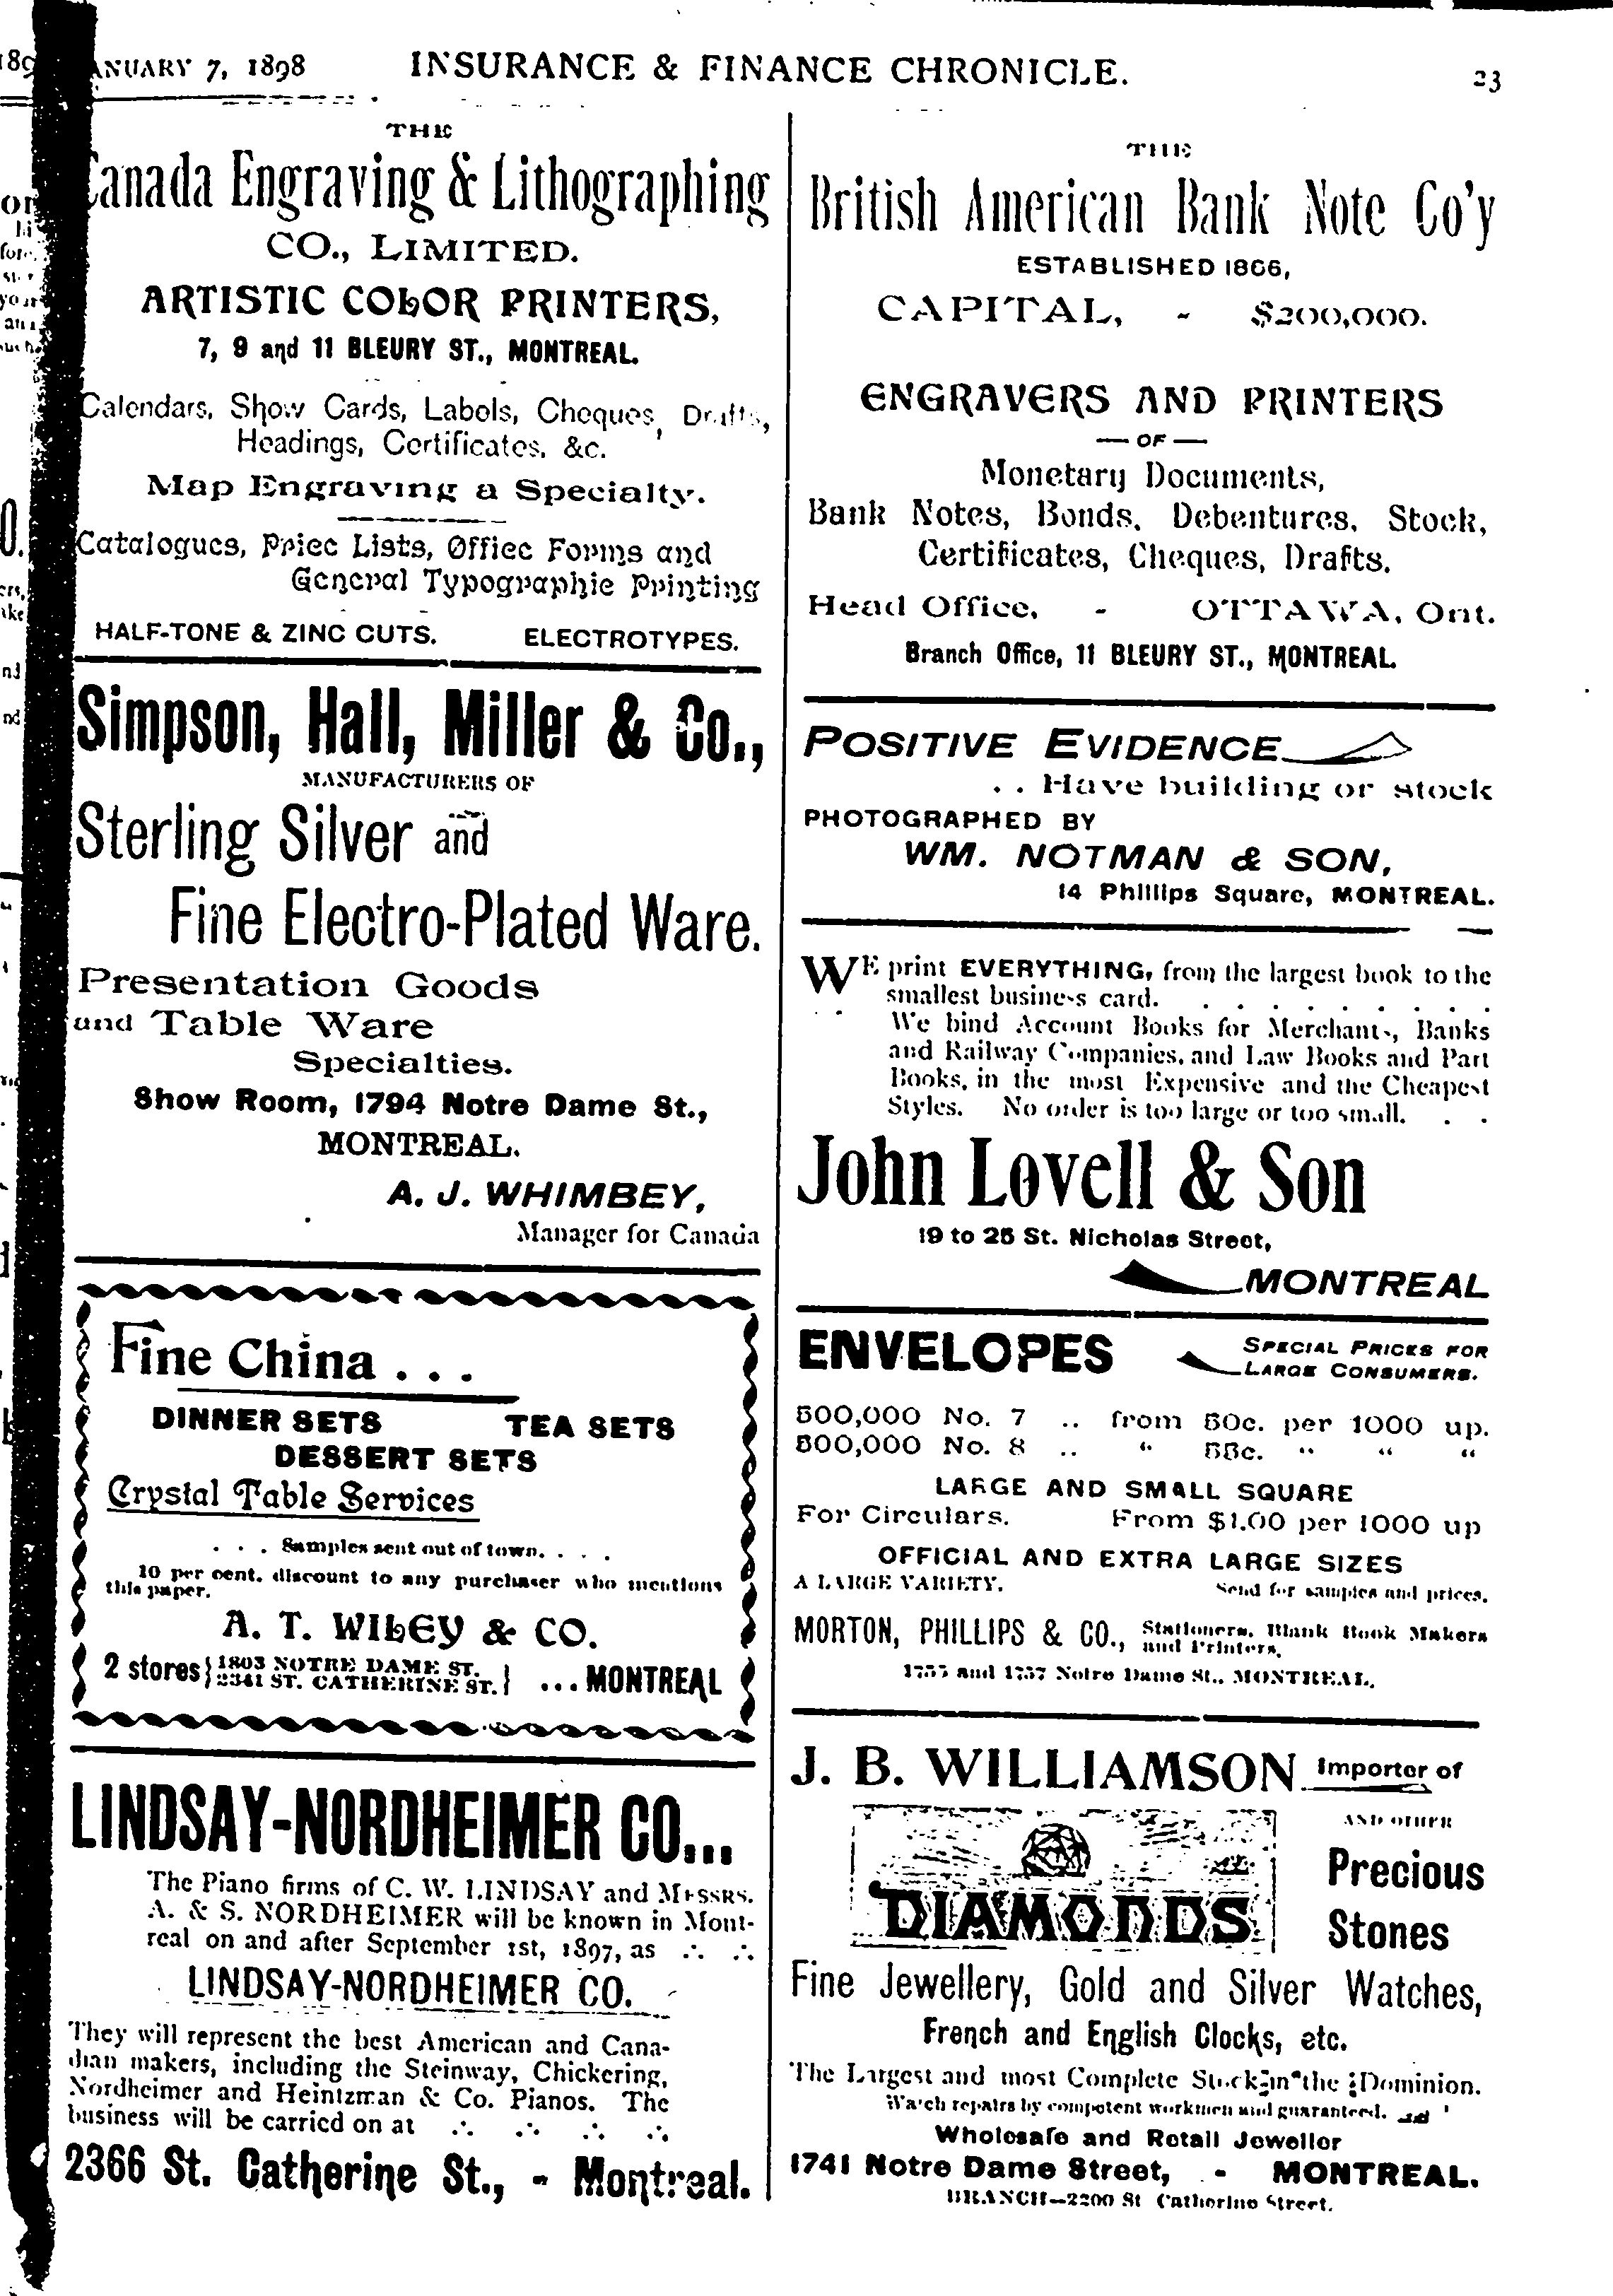 JANUARY 7, 1898 INSURANCE & FINANCE CHRONICLE. 23
THE
Canada Engraving & Lithographing
CO., LIMITED.
ARTISTIC COLOR PRINTERS,
7, 9 and 11 BLEURY ST., MONTREAL.
Calendars, Show Cards, Labels, Cheques, Drafts,
Headings, Certificates, &c.
Map Engraving a Specialty.
Catalogues, Price Lists, Office Forms and
General Typographic Printing
HALF-TONE & ZINC CUTS. ELECTROTYPES.
Simpson, Hall, Miller & Co.,
MANUFACTURERS OF
Sterling Silver and
Fine Electro-Plated Ware.
Presentation Goods
and Table Ware
Specialties.
Show Room, 1794 Notre Dame St.,
MONTREAL.
A. J. WHIMBEY,
Manager for Canada
Fine China . . .
DINNER SETS TEA SETS
DESSERT SETS
Crystal Table Services
. . . Samples sent out of town. . . .
10 per cent. discount to any purchaser who mentions
this paper.
A. T. WILEY & CO.
2 stores { 1803 NOTRE DAME ST.
2341 ST. CATHERINE ST. } ... MONTREAL
LINDSAY-NORDHEIMER CO...
The Piano firms of C. W. LINDSAY and MESSRS.
A. & S. NORDHEIMER will be known in Mont-
real on and after September 1st, 1897, as ∴ ∴
LINDSAY-NORDHEIMER CO.
They will represent the best American and Cana-
dian makers, including the Steinway, Chickering,
Nordheimer and Heintzman & Co. Pianos. The
business will be carried on at ∴ ∴ ∴ ∴
2366 St. Catherine St., - Montreal.
THE
British American Bank Note Co'y
ESTABLISHED 1866,
CAPITAL, - $200,000.
ENGRAVERS AND PRINTERS
— OF —
Monetary Documents,
Bank Notes, Bonds, Debentures, Stock,
Certificates, Cheques, Drafts.
Head Office, - OTTAWA, Ont.
Branch Office, 11 BLEURY ST., MONTREAL.
POSITIVE EVIDENCE
. . Have building or stock
PHOTOGRAPHED BY
WM. NOTMAN & SON,
14 Phillips Square, MONTREAL.
WE print EVERYTHING, from the largest book to the
smallest business card. . . . . . . . . .
We bind Account Books for Merchants, Banks
and Railway Companies, and Law Books and Part
Books, in the most Expensive and the Cheapest
Styles. No order is too large or too small. . .
John Lovell & Son
19 to 25 St. Nicholas Street,
MONTREAL
ENVELOPES SPECIAL PRICES FOR
LARGE CONSUMERS.
500,000 No. 7 .. from 50c. per 1000 up.
500,000 No. 8 .. " 55c. " " "
LARGE AND SMALL SQUARE
For Circulars. From $1.00 per 1000 up
OFFICIAL AND EXTRA LARGE SIZES
A LARGE VARIETY. Send for samples and prices.
MORTON, PHILLIPS & CO., Stationers, Blank Book Makers
and Printers,
1755 and 1757 Notre Dame St., MONTREAL.
J. B. WILLIAMSON Importer of
DIAMONDS
AND OTHER
Precious
Stones
Fine Jewellery, Gold and Silver Watches,
French and English Clocks, etc.
The Largest and most Complete Stock in the Dominion.
Watch repairs by competent workmen and guaranteed.
Wholesale and Retail Jeweller
1741 Notre Dame Street, - MONTREAL.
BRANCH—2200 St Catherine Street.